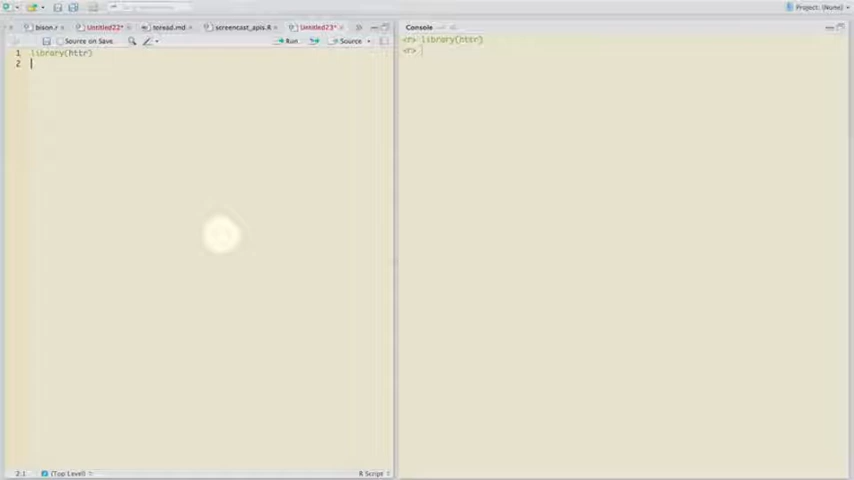 Project: (None)
bison.r
Untitled22*
toread.md
screencast_apis.R
Untitled23*
Console
Source on Save
Run
Source
1 library(httr)
2
<r> library(httr)
<r>
2:1
(Top Level)
R Script